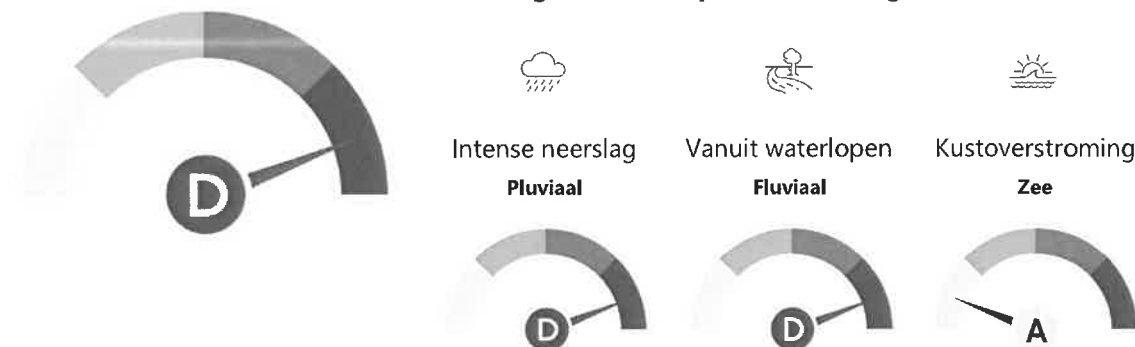 D
Intense neerslag Vanuit waterlopen Kustoverstroming
Pluviaal Fluviaal Zee
D D A